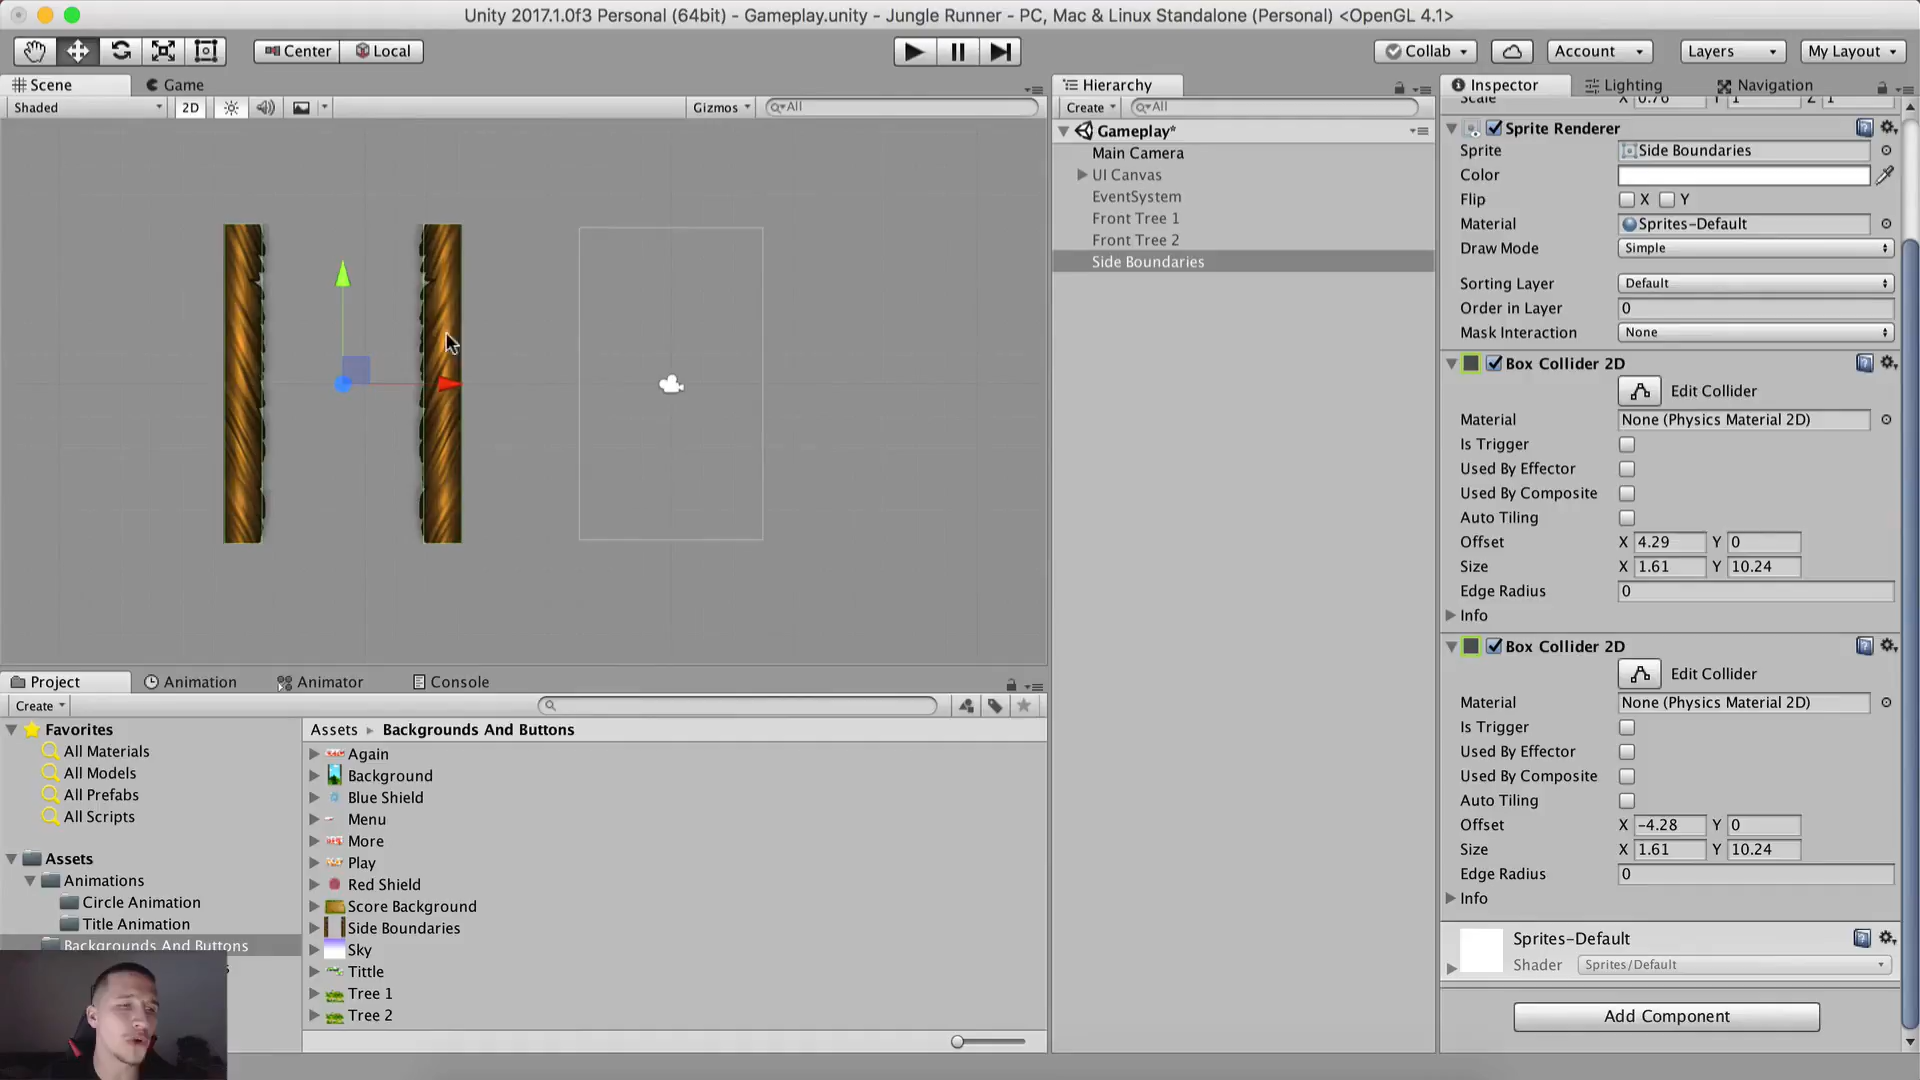 Unity 2017.1.0f3 Personal (64bit) - Gameplay.unity - Jungle Runner - PC, Mac & Linux Standalone (Personal) <OpenGL 4.1>
Center Local Collab Account Layers My Layout
Scene Game
Shaded 2D Gizmos All
Hierarchy
Create All
Gameplay*
Main Camera
UI Canvas
EventSystem
Front Tree 1
Front Tree 2
Side Boundaries
Inspector Lighting Navigation
Scale X 0.76 Y 1 Z 1
Sprite Renderer
Sprite Side Boundaries
Color
Flip X Y
Material Sprites-Default
Draw Mode Simple
Sorting Layer Default
Order in Layer 0
Mask Interaction None
Box Collider 2D
Edit Collider
Material None (Physics Material 2D)
Is Trigger
Used By Effector
Used By Composite
Auto Tiling
Offset X 4.29 Y 0
Size X 1.61 Y 10.24
Edge Radius 0
Info
Box Collider 2D
Edit Collider
Material None (Physics Material 2D)
Is Trigger
Used By Effector
Used By Composite
Auto Tiling
Offset X -4.28 Y 0
Size X 1.61 Y 10.24
Edge Radius 0
Info
Sprites-Default
Shader Sprites/Default
Add Component
Project Animation Animator Console
Create
Favorites
All Materials
All Models
All Prefabs
All Scripts
Assets
Animations
Circle Animation
Title Animation
Backgrounds And Buttons
Assets ▸ Backgrounds And Buttons
Again
Background
Blue Shield
Menu
More
Play
Red Shield
Score Background
Side Boundaries
Sky
Tittle
Tree 1
Tree 2